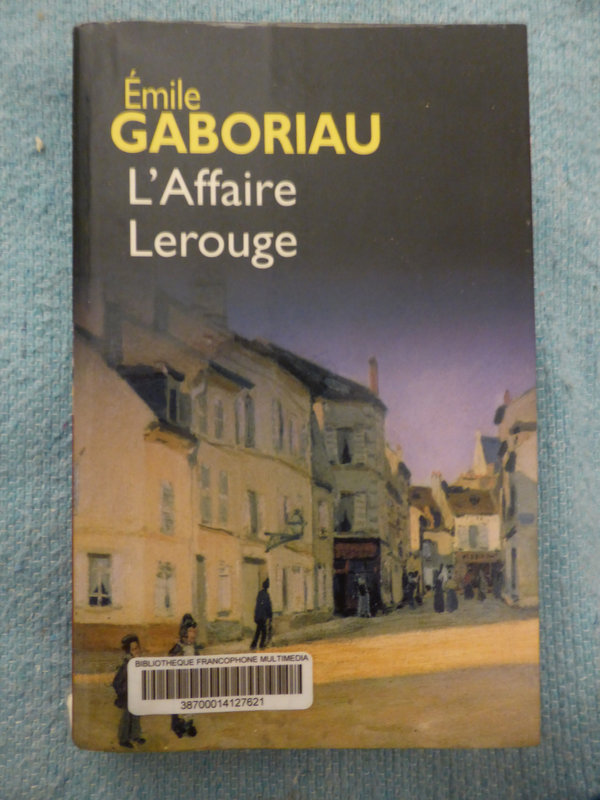 Émile
GABORIAU
L'Affaire
Lerouge
BIBLIOTHEQUE FRANCOPHONE MULTIMEDIA
38700014127621